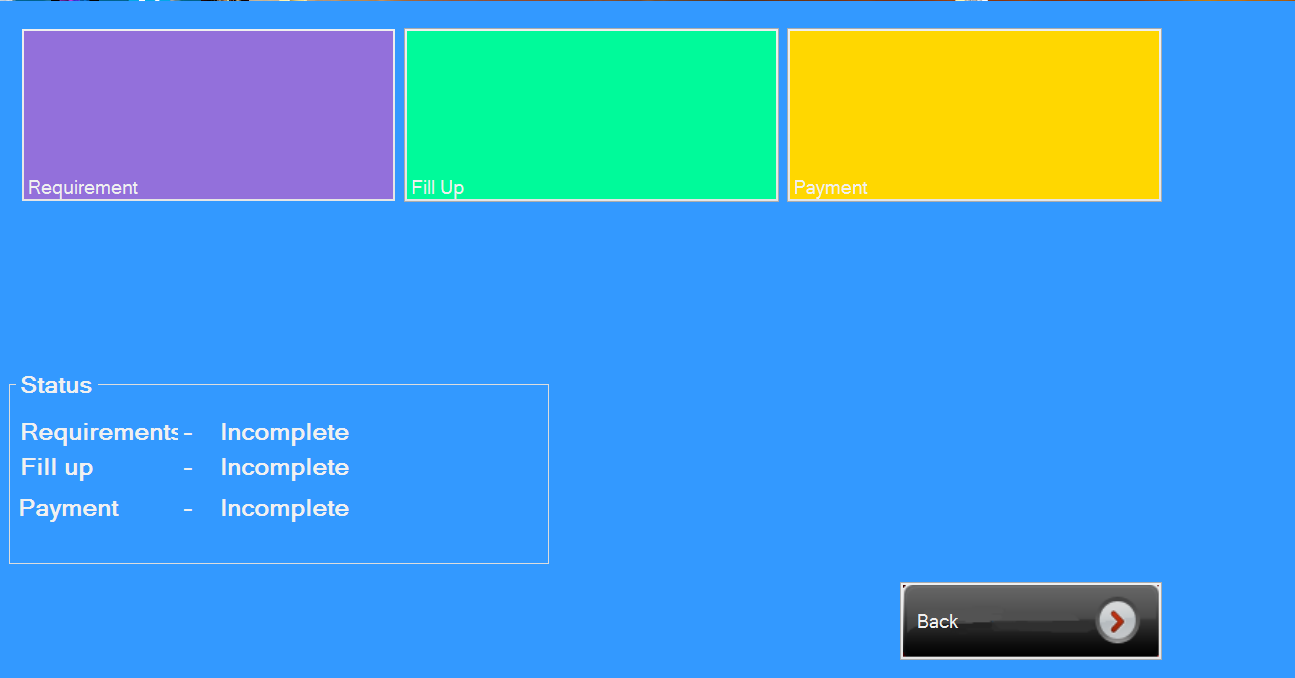 Requirement
Fill Up
Payment
Status
Requirements - Incomplete
Fill up - Incomplete
Payment - Incomplete
Back